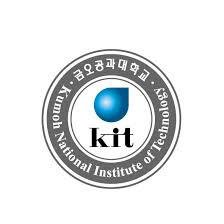 · 금오공과대학교 ·
Kumoh National Institute of Technology
kit